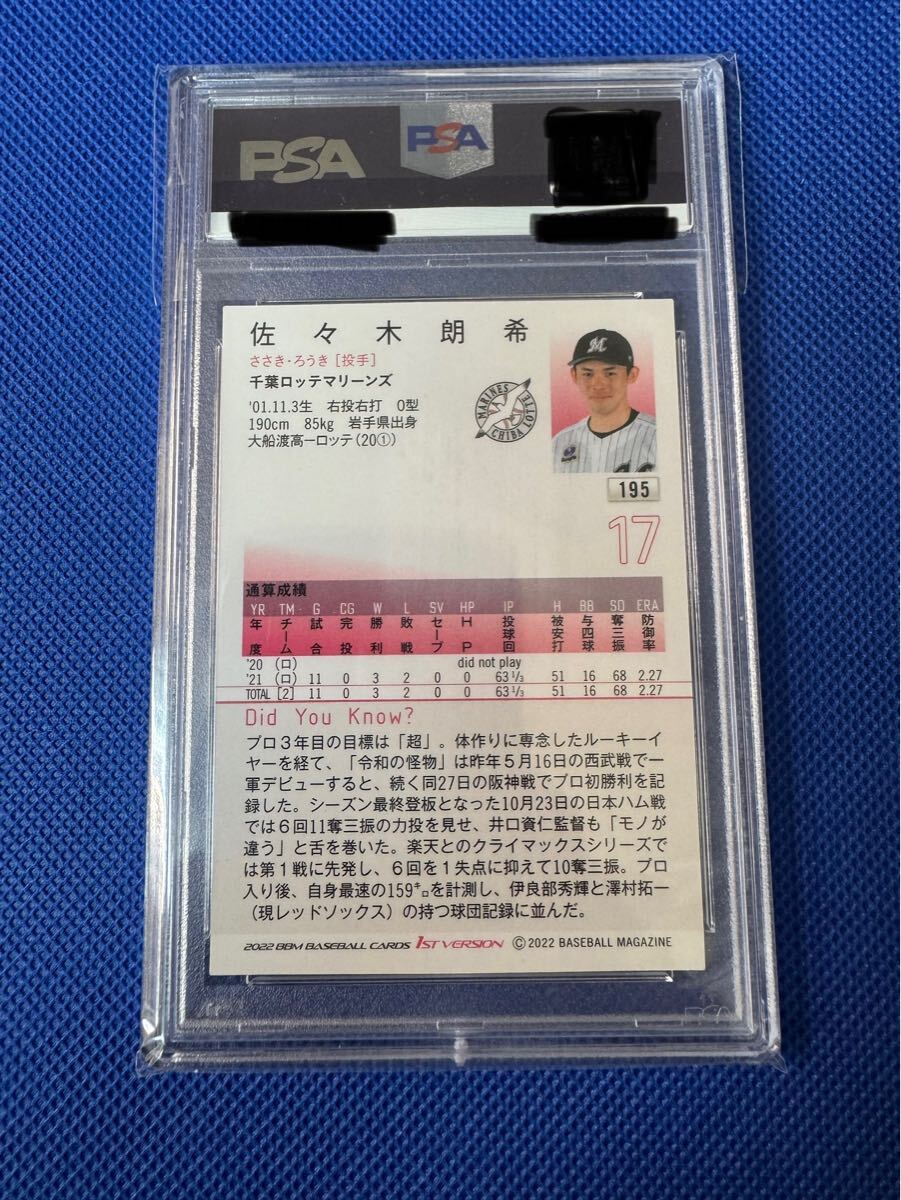 PSA PSA
佐々木朗希
ささき・ろうき［投手］
千葉ロッテマリーンズ
'01.11.3生 右投右打 O型
190cm 85kg 岩手県出身
大船渡高ーロッテ（20①）
MARINES
CHIBA LOTTE
M
195
17
通算成績
YR TM G CG W L SV HP IP H BB SO ERA
年度 チーム 試合 完投 勝利 敗戦 セーブ HP 投球回 被安打 与四球 奪三振 防御率
'20 （ロ） did not play
'21 （ロ） 11 0 3 2 0 0 63 1/3 51 16 68 2.27
TOTAL ［2］ 11 0 3 2 0 0 63 1/3 51 16 68 2.27
Did You Know?
プロ３年目の目標は「超」。体作りに専念したルーキーイ
ヤーを経て、「令和の怪物」は昨年５月16日の西武戦で一
軍デビューすると、続く同27日の阪神戦でプロ初勝利を記
録した。シーズン最終登板となった10月23日の日本ハム戦
では６回11奪三振の力投を見せ、井口資仁監督も「モノが
違う」と舌を巻いた。楽天とのクライマックスシリーズで
は第１戦に先発し、６回を１失点に抑えて10奪三振。プロ
入り後、自身最速の159㌔を計測し、伊良部秀輝と澤村拓一
（現レッドソックス）の持つ球団記録に並んだ。
2022 BBM BASEBALL CARDS 1ST VERSION ©2022 BASEBALL MAGAZINE
PSA